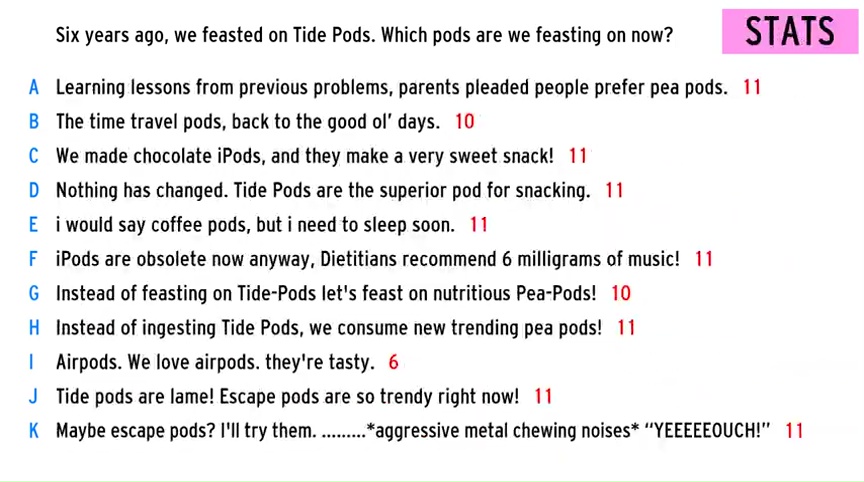 Six years ago, we feasted on Tide Pods. Which pods are we feasting on now?
STATS
A Learning lessons from previous problems, parents pleaded people prefer pea pods. 11
B The time travel pods, back to the good ol’ days. 10
C We made chocolate iPods, and they make a very sweet snack! 11
D Nothing has changed. Tide Pods are the superior pod for snacking. 11
E i would say coffee pods, but i need to sleep soon. 11
F iPods are obsolete now anyway, Dietitians recommend 6 milligrams of music! 11
G Instead of feasting on Tide-Pods let's feast on nutritious Pea-Pods! 10
H Instead of ingesting Tide Pods, we consume new trending pea pods! 11
I Airpods. We love airpods. they're tasty. 6
J Tide pods are lame! Escape pods are so trendy right now! 11
K Maybe escape pods? I'll try them. .........*aggressive metal chewing noises* “YEEEEEOUCH!” 11